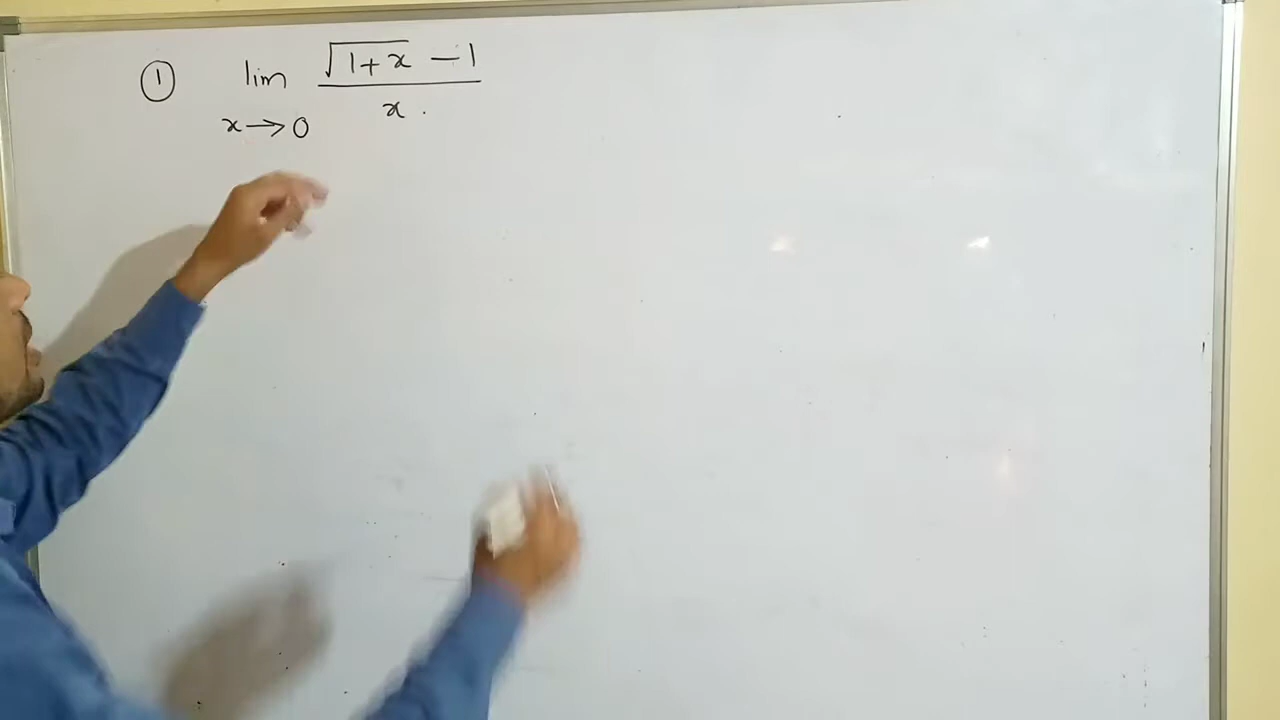 ① lim √(1+x) − 1 / x
x → 0